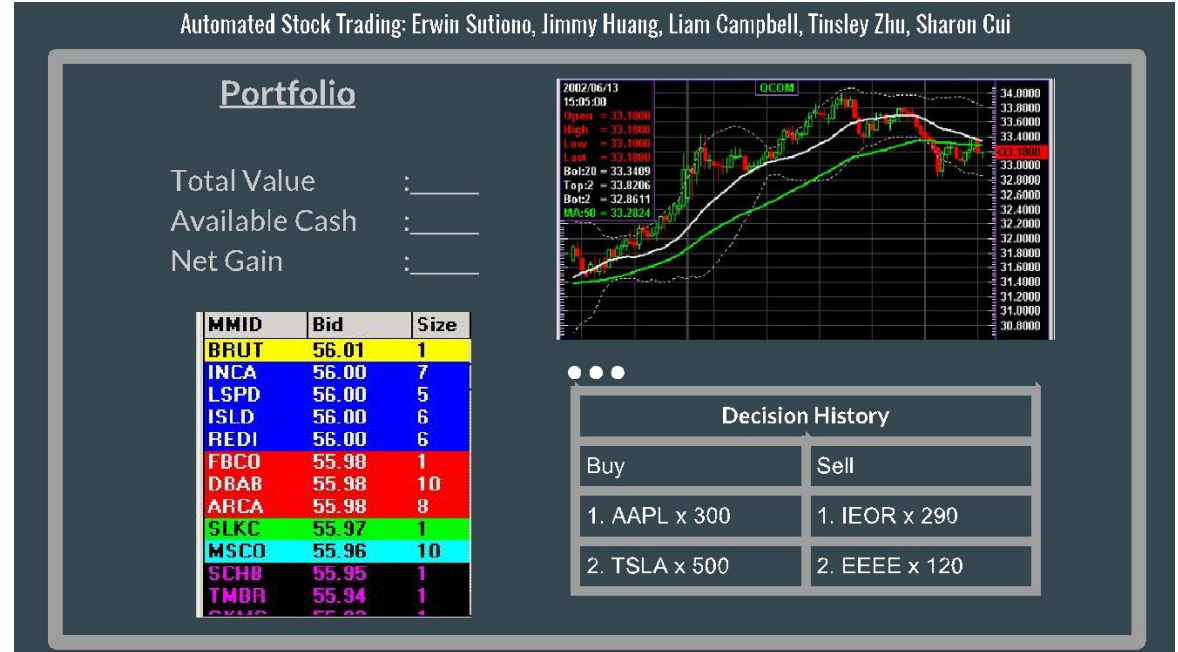 Automated Stock Trading: Erwin Sutiono, Jimmy Huang, Liam Campbell, Tinsley Zhu, Sharon Cui
Portfolio
Total Value :_____
Available Cash :_____
Net Gain :_____
MMID Bid Size
BRUT 56.01 1
INCA 56.00 7
LSPD 56.00 5
ISLD 56.00 6
REDI 56.00 6
FBCO 55.98 1
DBAB 55.98 10
ARCA 55.98 8
SLKC 55.97 1
MSCO 55.96 10
SCHB 55.95 1
TMBR 55.94 1
2002/06/13
15:05:00
Open = 33.1800
High = 33.1800
Low = 33.1000
Last = 33.1800
Bol:20 = 33.3409
Top:2 = 33.8206
Bot:2 = 32.8611
MA:50 = 33.2824
QCOM
34.0000
33.8000
33.6000
33.4000
33.1800
33.0000
32.8000
32.6000
32.4000
32.2000
32.0000
31.8000
31.6000
31.4000
31.2000
31.0000
30.8000
Decision History
Buy Sell
1. AAPL x 300 1. IEOR x 290
2. TSLA x 500 2. EEEE x 120